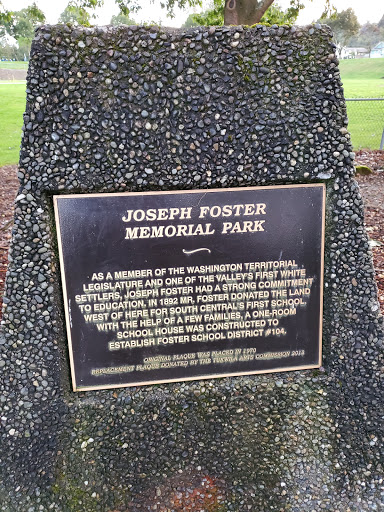 JOSEPH FOSTER
MEMORIAL PARK
AS A MEMBER OF THE WASHINGTON TERRITORIAL
LEGISLATURE AND ONE OF THE VALLEY'S FIRST WHITE
SETTLERS, JOSEPH FOSTER HAD A STRONG COMMITMENT
TO EDUCATION. IN 1892 MR. FOSTER DONATED THE LAND
WEST OF HERE FOR SOUTH CENTRAL'S FIRST SCHOOL.
WITH THE HELP OF A FEW FAMILIES, A ONE-ROOM
SCHOOL HOUSE WAS CONSTRUCTED TO
ESTABLISH FOSTER SCHOOL DISTRICT #104.
ORIGINAL PLAQUE WAS PLACED IN 1970
REPLACEMENT PLAQUE DONATED BY THE TUKWILA ARTS COMMISSION 2013